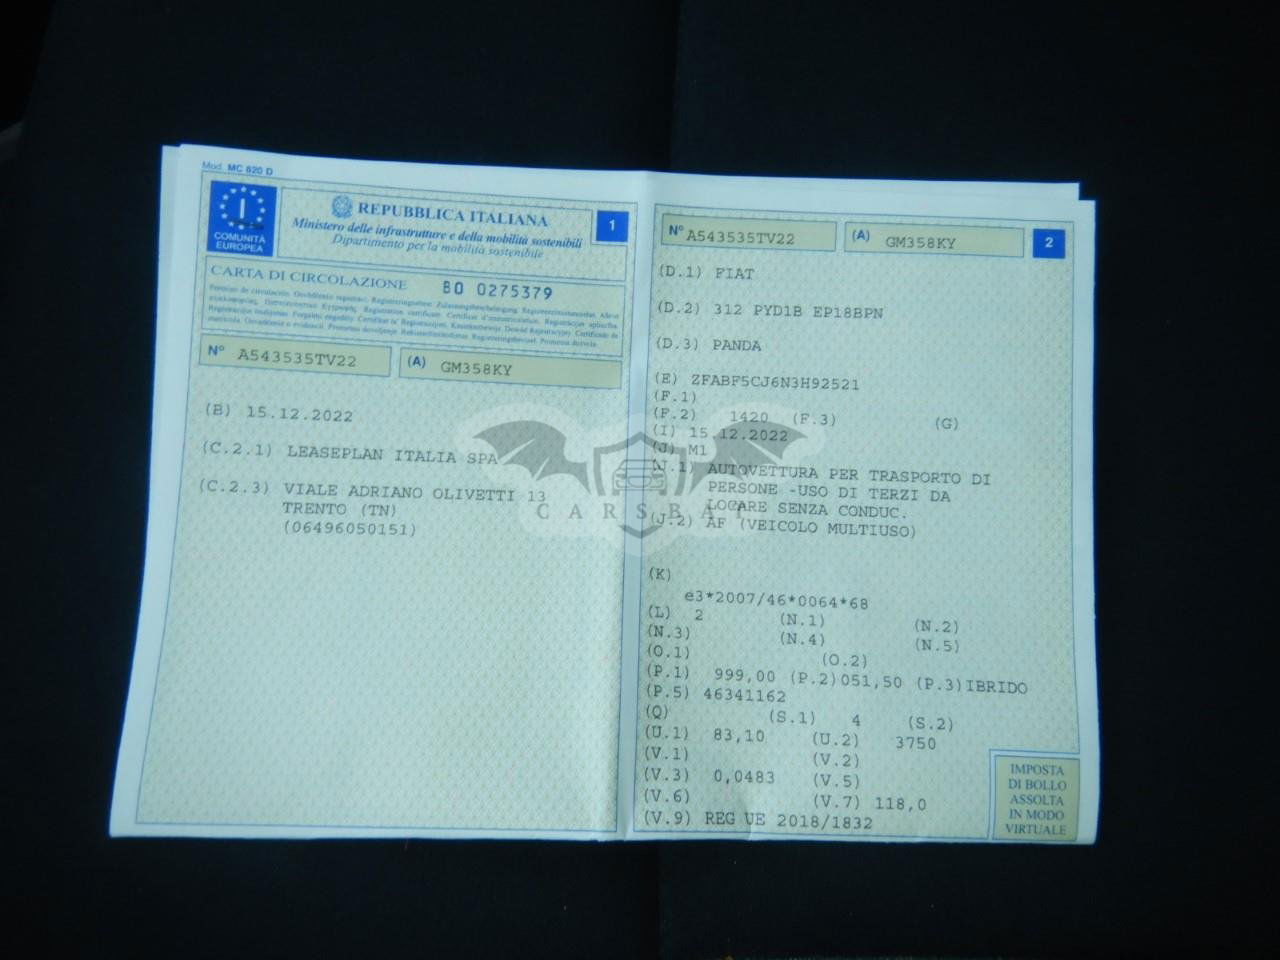 Mod. MC 820 D
I
COMUNITÀ
EUROPEA
REPUBBLICA ITALIANA
Ministero delle infrastrutture e della mobilità sostenibili
Dipartimento per la mobilità sostenibile
1
CARTA DI CIRCOLAZIONE BO 0275379
N° A543535TV22 (A) GM358KY
(B) 15.12.2022
(C.2.1) LEASEPLAN ITALIA SPA
(C.2.3) VIALE ADRIANO OLIVETTI 13
TRENTO (TN)
(06496050151)
N° A543535TV22 (A) GM358KY
2
(D.1) FIAT
(D.2) 312 PYD1B EP18BPN
(D.3) PANDA
(E) ZFABF5CJ6N3H92521
(F.1)
(F.2) 1420 (F.3) (G)
(I) 15.12.2022
(J) M1
(J.1) AUTOVETTURA PER TRASPORTO DI
PERSONE -USO DI TERZI DA
LOCARE SENZA CONDUC.
(J.2) AF (VEICOLO MULTIUSO)
(K)
e3*2007/46*0064*68
(L) 2 (N.1) (N.2)
(N.3) (N.4) (N.5)
(O.1) (O.2)
(P.1) 999,00 (P.2)051,50 (P.3)IBRIDO
(P.5) 46341162
(Q) (S.1) 4 (S.2)
(U.1) 83,10 (U.2) 3750
(V.1) (V.2)
(V.3) 0,0483 (V.5)
(V.6) (V.7) 118,0
(V.9) REG UE 2018/1832
IMPOSTA
DI BOLLO
ASSOLTA
IN MODO
VIRTUALE
CARSBAT